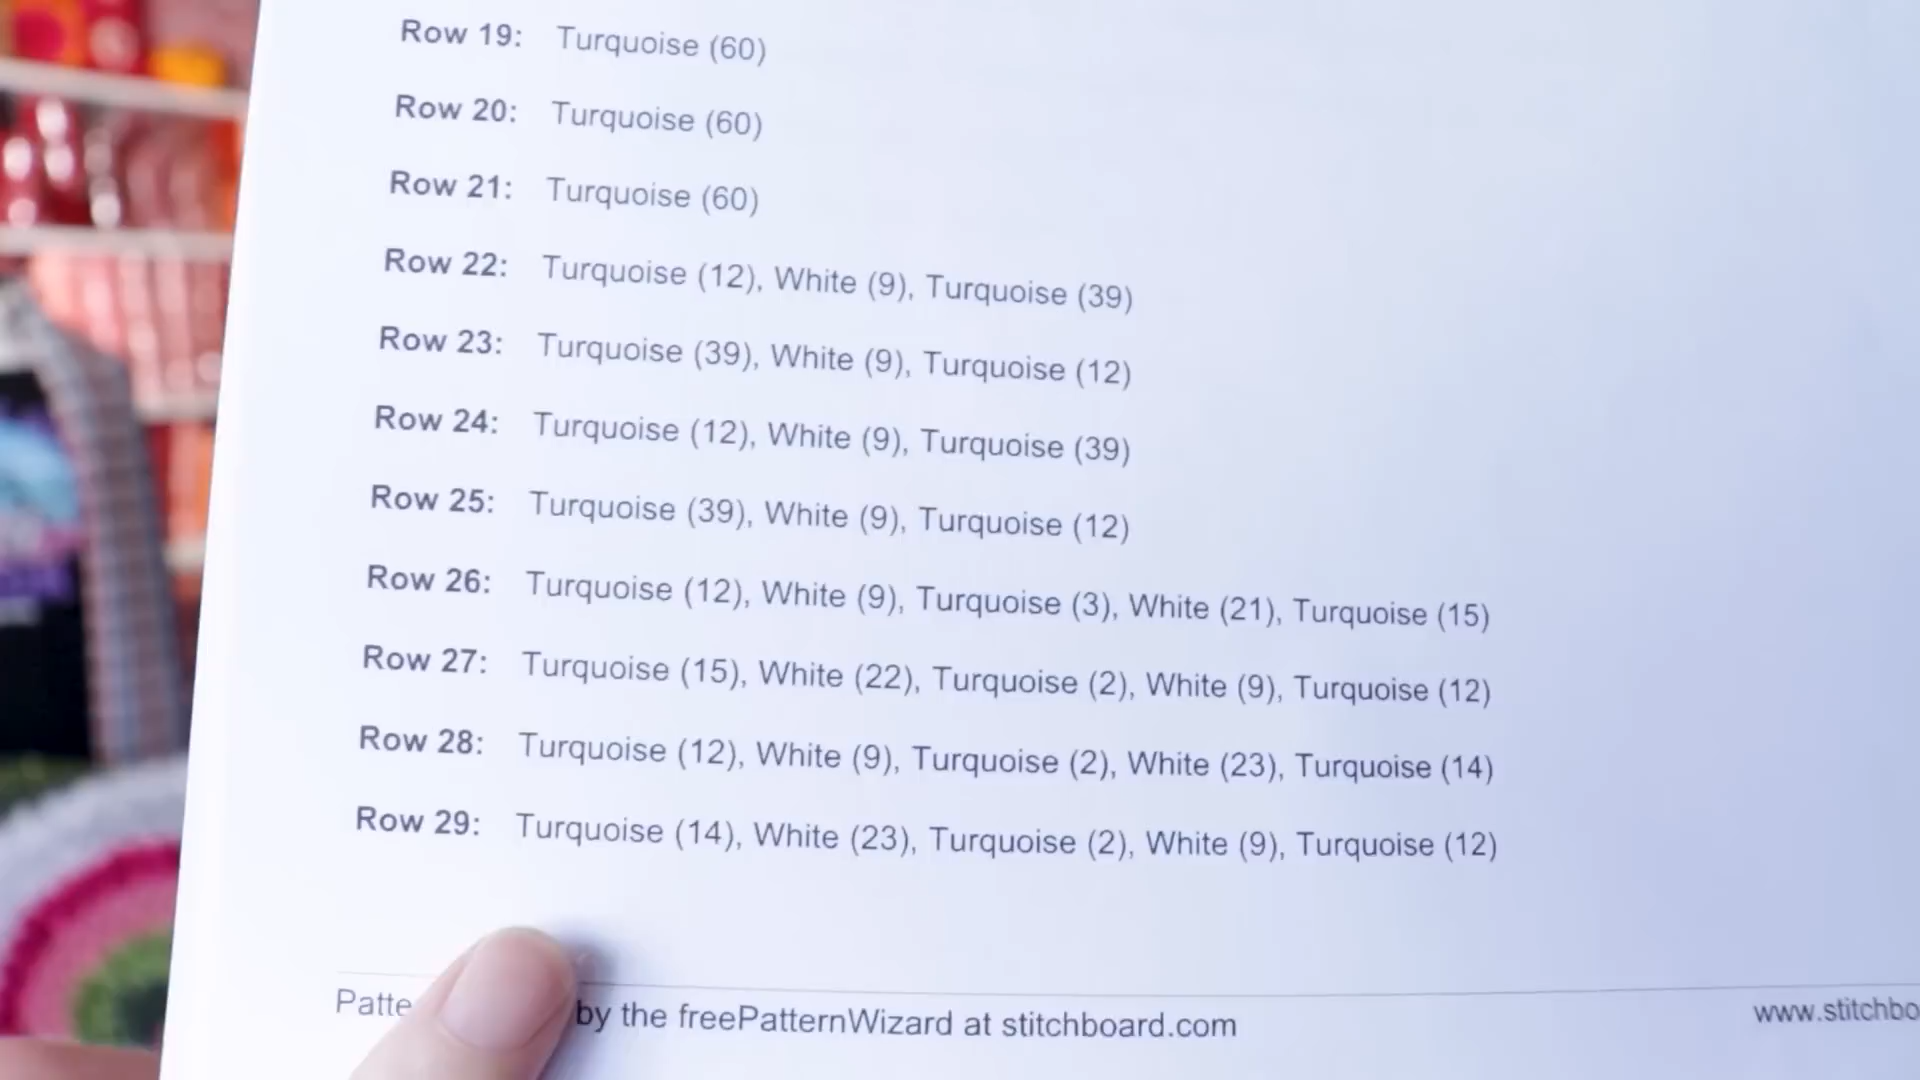 Row 19: Turquoise (60)
Row 20: Turquoise (60)
Row 21: Turquoise (60)
Row 22: Turquoise (12), White (9), Turquoise (39)
Row 23: Turquoise (39), White (9), Turquoise (12)
Row 24: Turquoise (12), White (9), Turquoise (39)
Row 25: Turquoise (39), White (9), Turquoise (12)
Row 26: Turquoise (12), White (9), Turquoise (3), White (21), Turquoise (15)
Row 27: Turquoise (15), White (22), Turquoise (2), White (9), Turquoise (12)
Row 28: Turquoise (12), White (9), Turquoise (2), White (23), Turquoise (14)
Row 29: Turquoise (14), White (23), Turquoise (2), White (9), Turquoise (12)
Patte by the freePatternWizard at stitchboard.com www.stitchbo